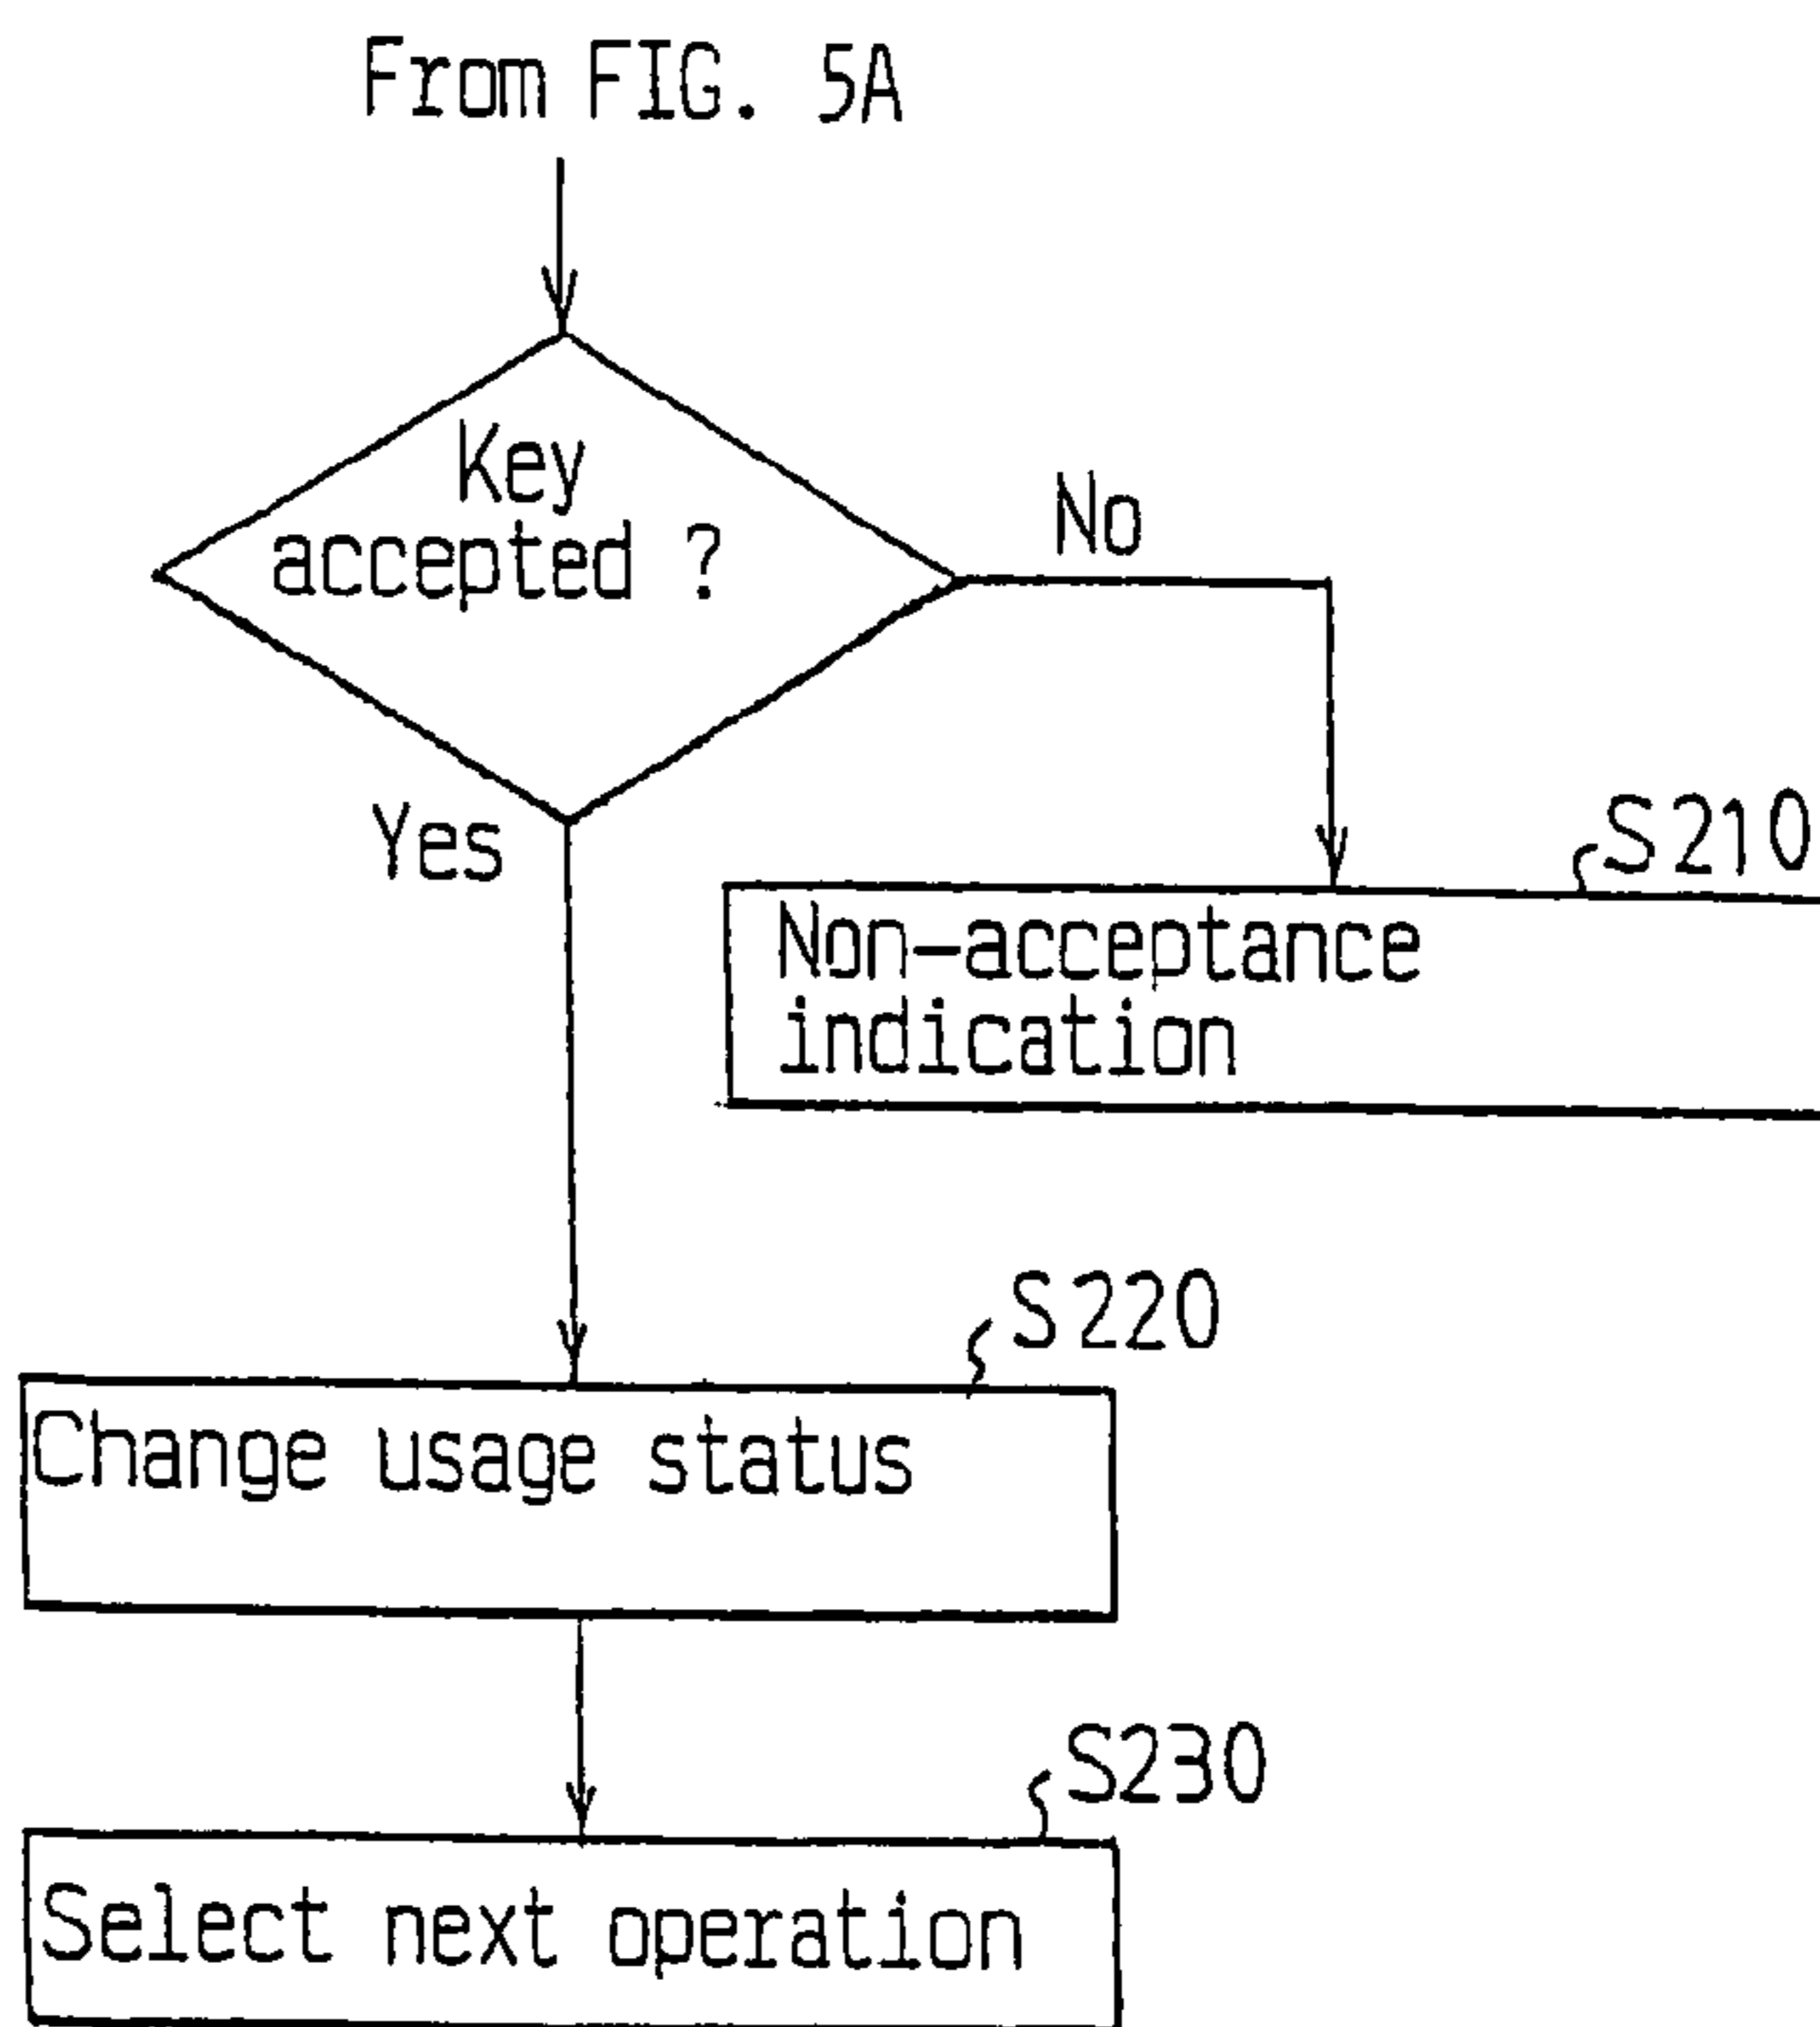 From FIG. 5A
Key
accepted ?
No
Yes
S210
Non-acceptance
indication
S220
Change usage status
S230
Select next operation